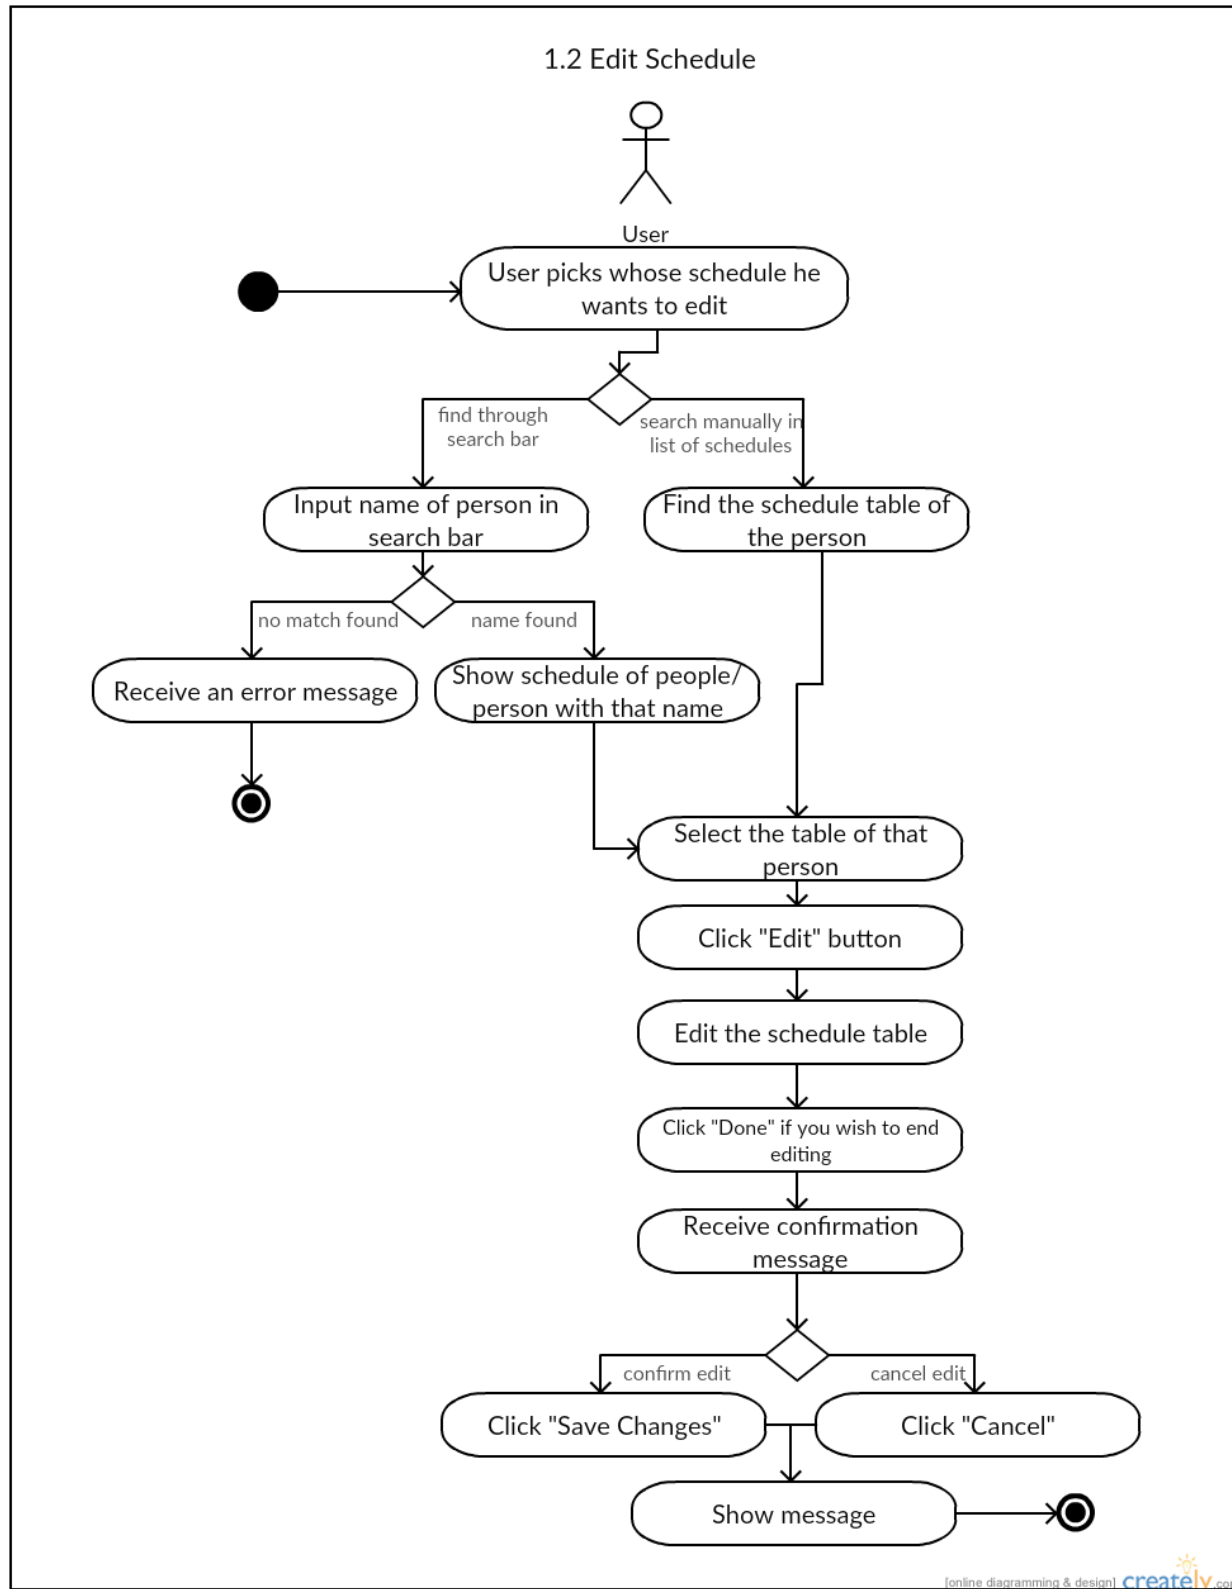 1.2 Edit Schedule
User
User picks whose schedule he
wants to edit
find through
search bar
search manually in
list of schedules
Input name of person in
search bar
Find the schedule table of
the person
no match found
name found
Receive an error message
Show schedule of people/
person with that name
Select the table of that
person
Click "Edit" button
Edit the schedule table
Click "Done" if you wish to end
editing
Receive confirmation
message
confirm edit
cancel edit
Click "Save Changes"
Click "Cancel"
Show message
[online diagramming & design] creately.com